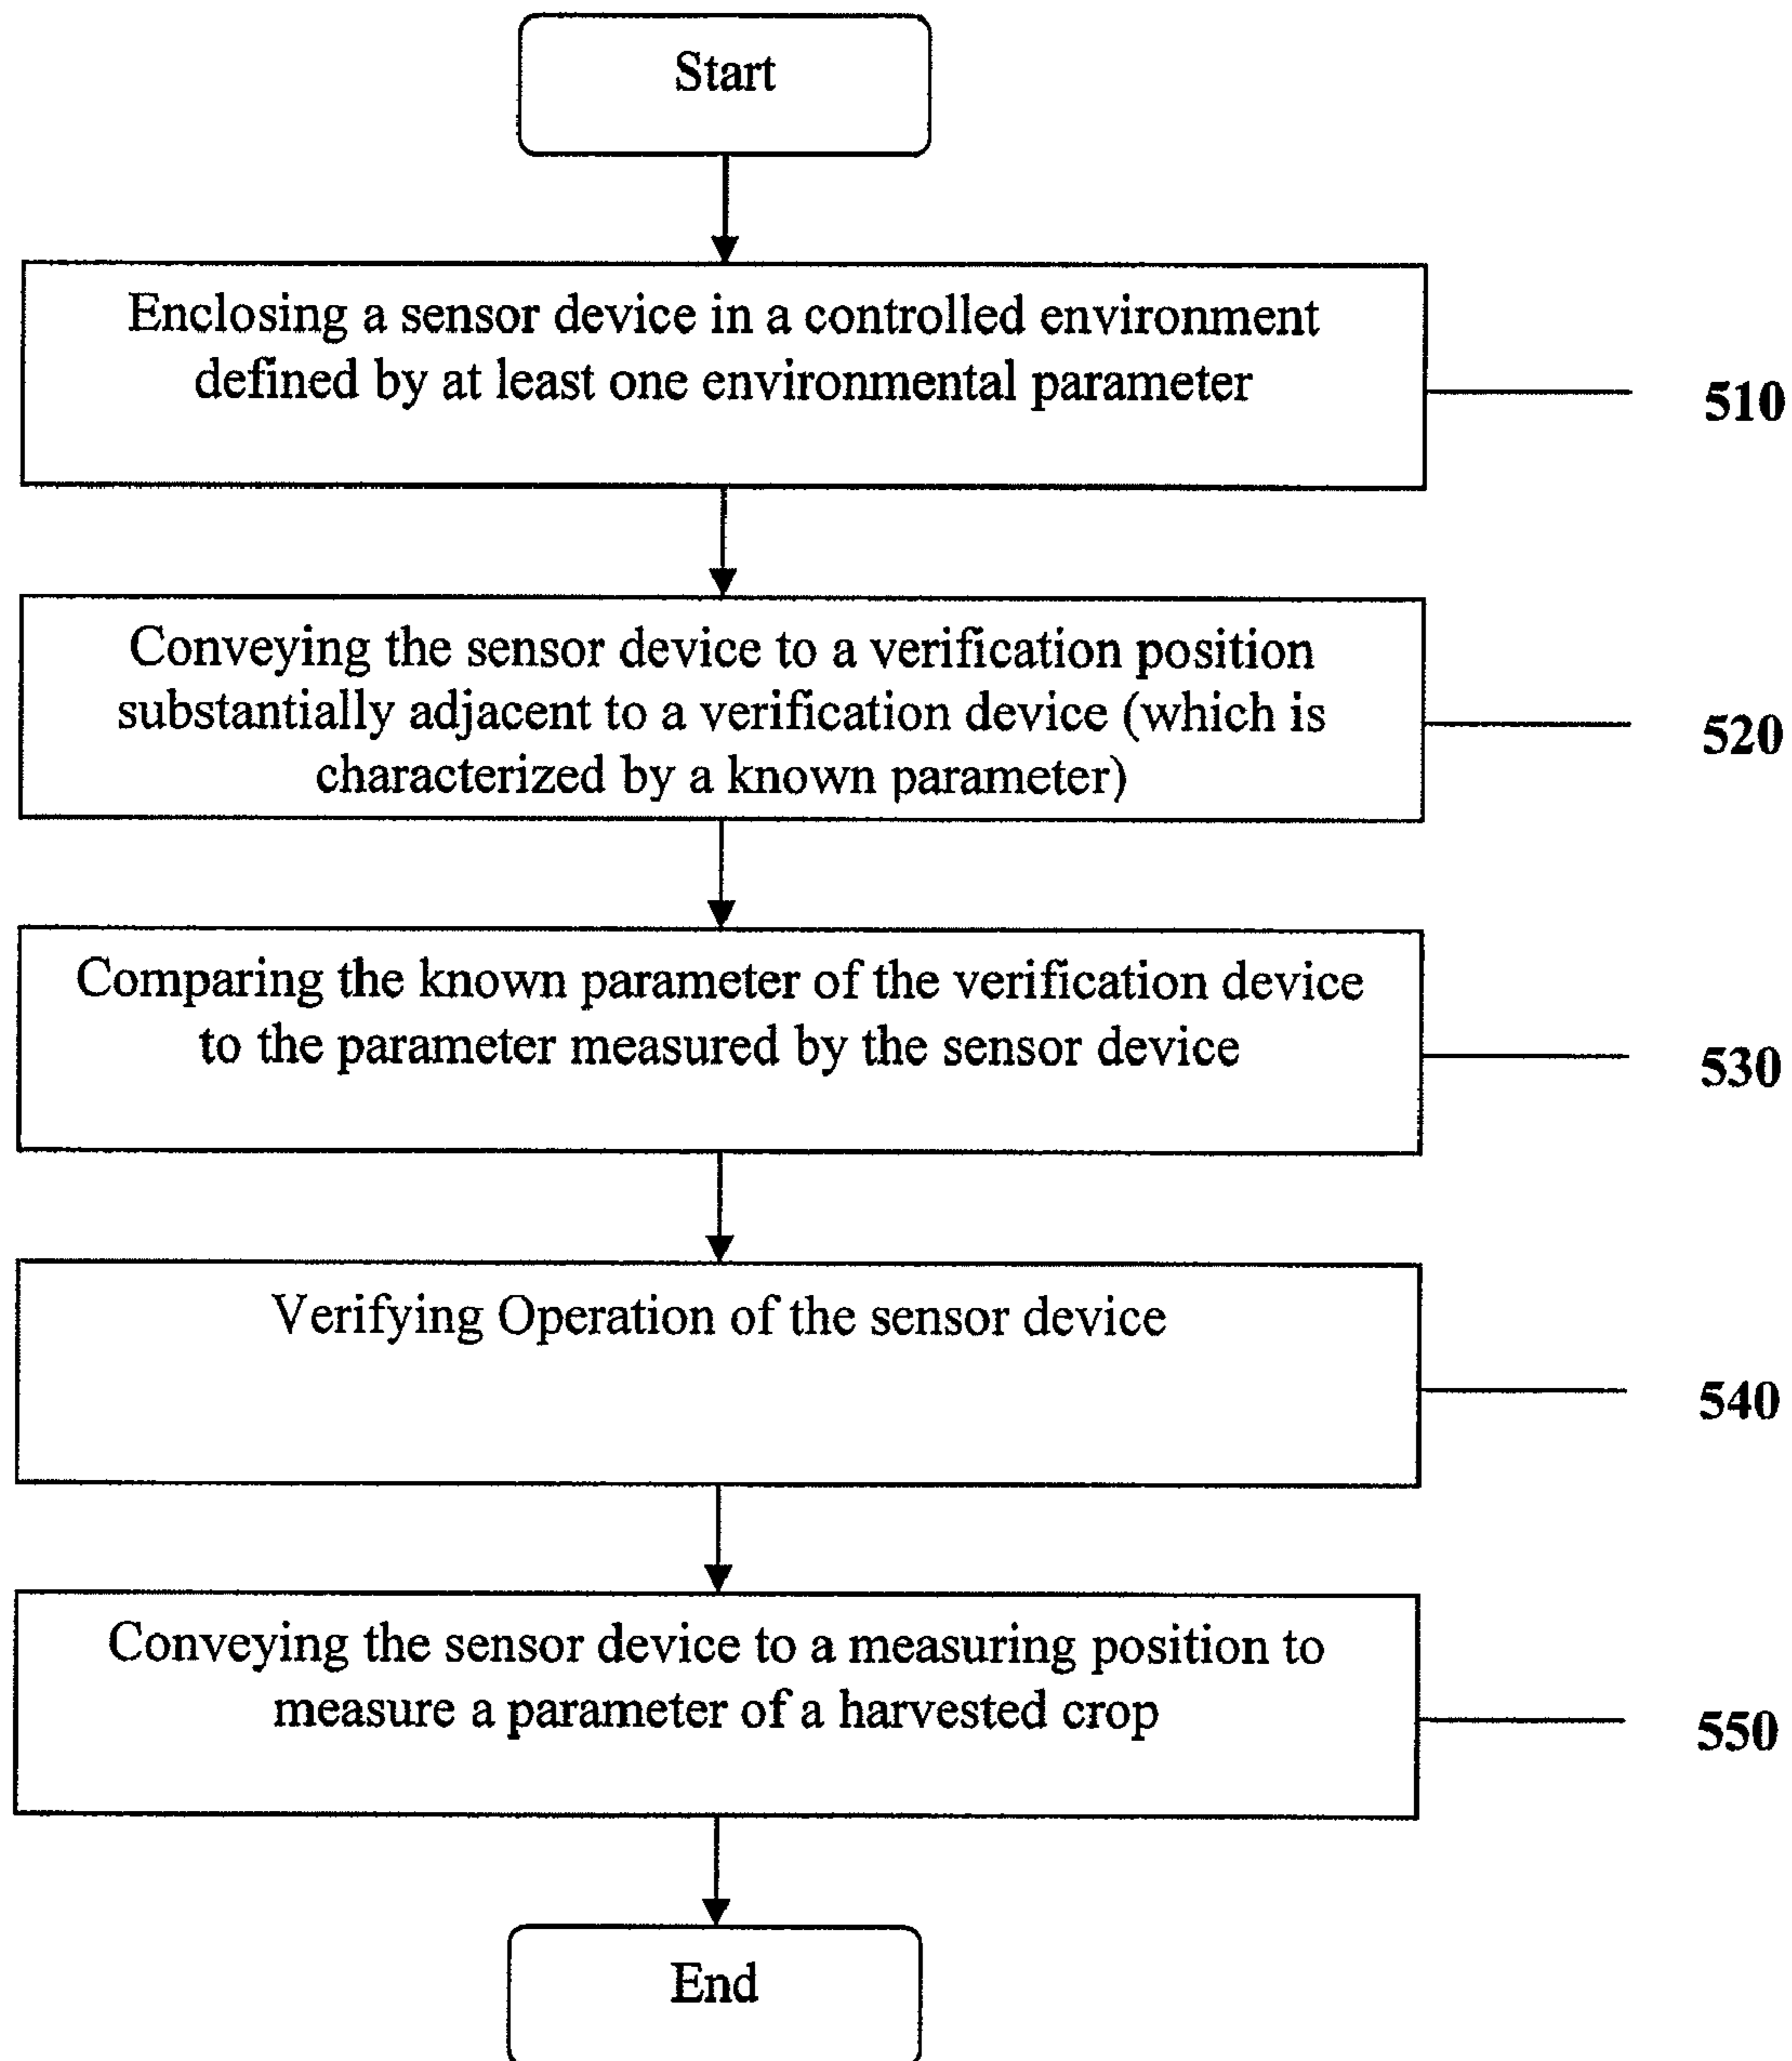 Start
Enclosing a sensor device in a controlled environment
defined by at least one environmental parameter
510
Conveying the sensor device to a verification position
substantially adjacent to a verification device (which is
characterized by a known parameter)
520
Comparing the known parameter of the verification device
to the parameter measured by the sensor device
530
Verifying Operation of the sensor device
540
Conveying the sensor device to a measuring position to
measure a parameter of a harvested crop
550
End